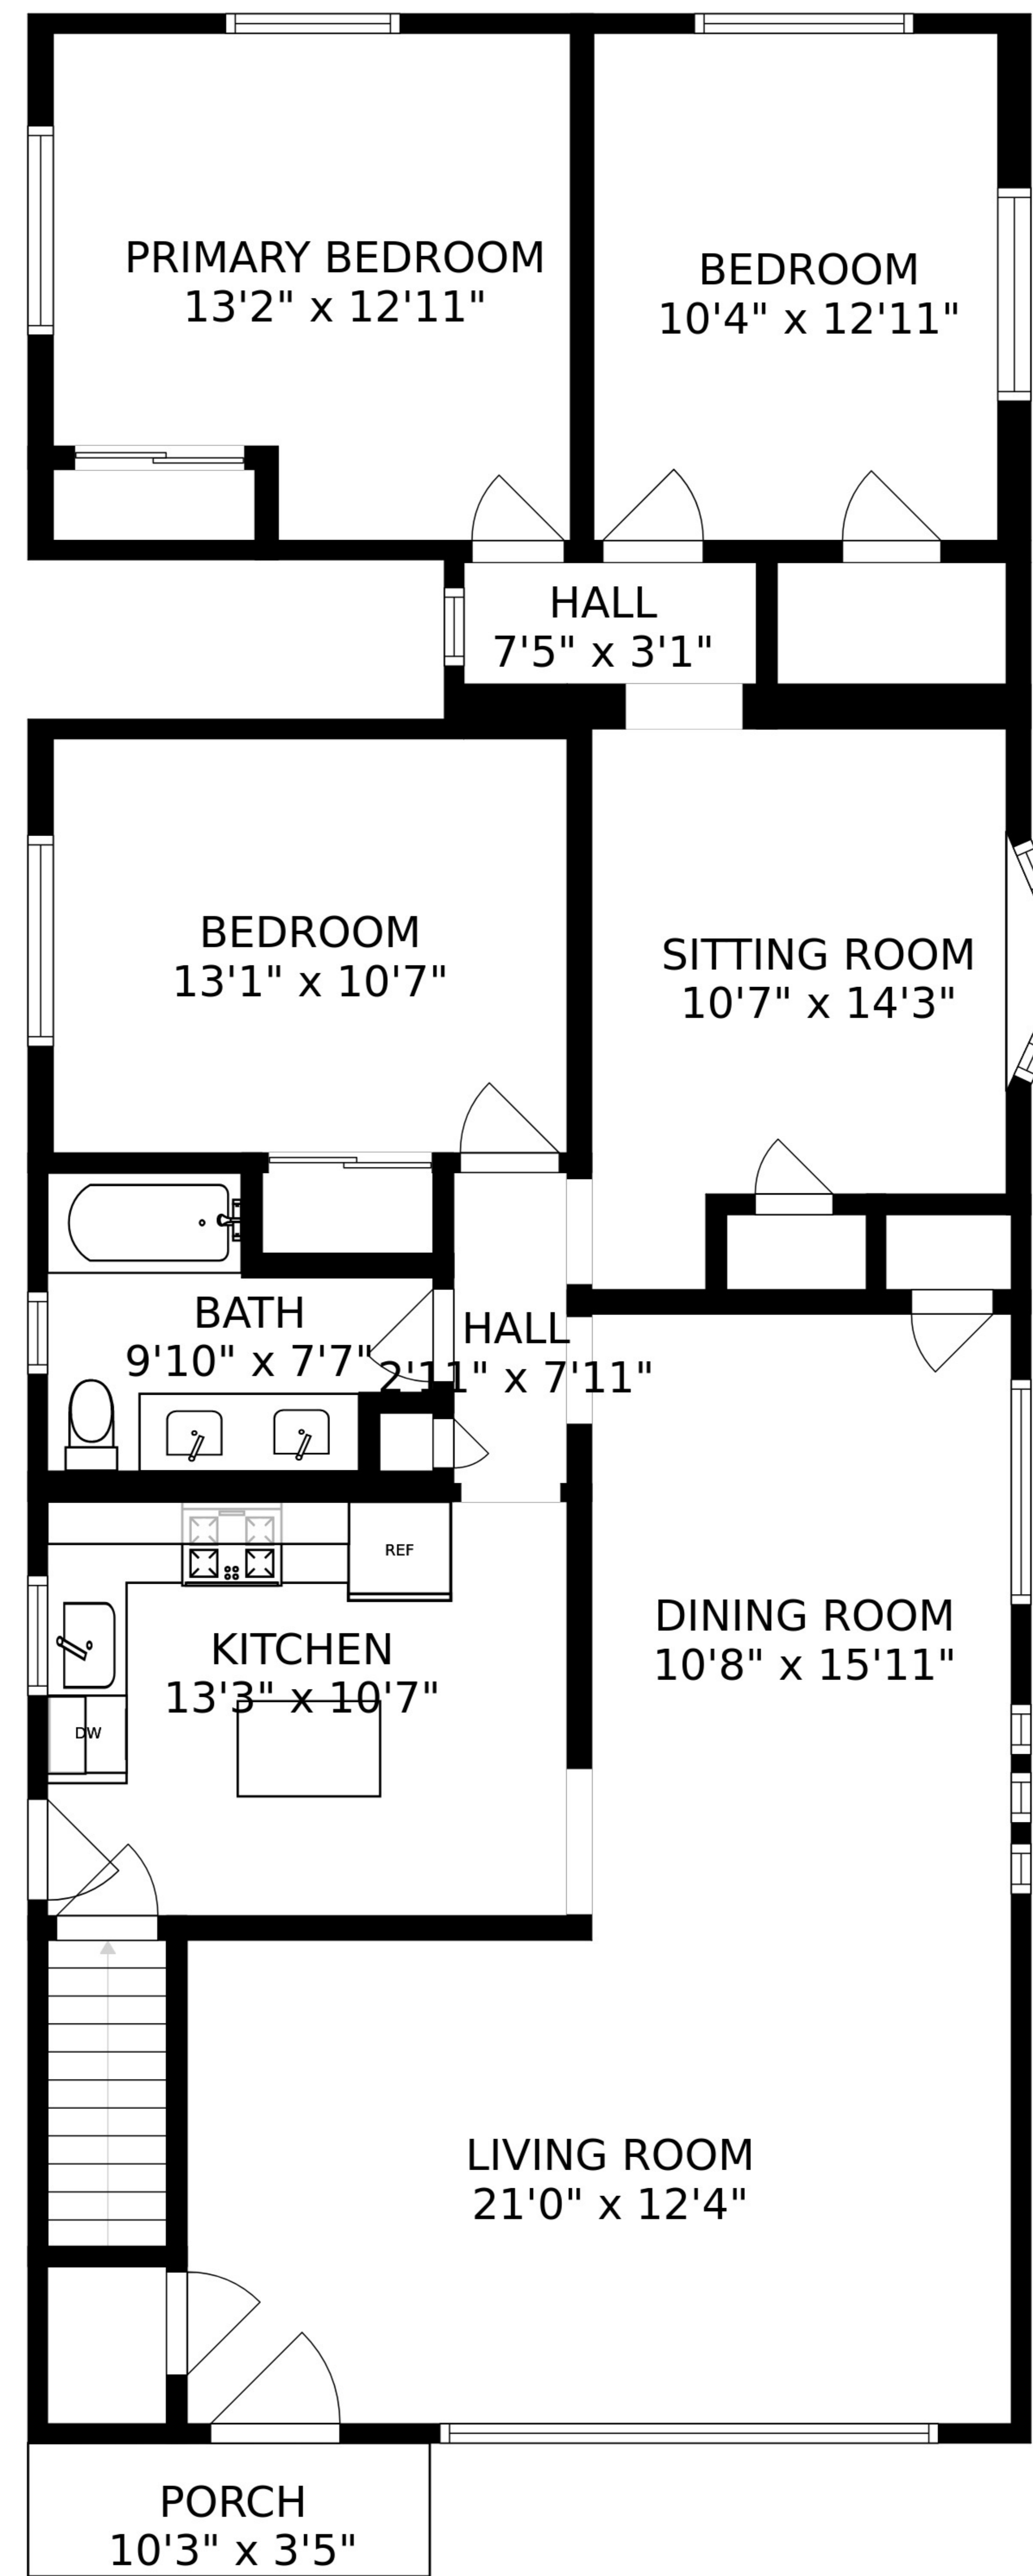 PRIMARY BEDROOM
13'2" x 12'11"
BEDROOM
10'4" x 12'11"
HALL
7'5" x 3'1"
BEDROOM
13'1" x 10'7"
SITTING ROOM
10'7" x 14'3"
BATH
9'10" x 7'7"
HALL
2'11" x 7'11"
REF
KITCHEN
13'3" x 10'7"
DW
DINING ROOM
10'8" x 15'11"
LIVING ROOM
21'0" x 12'4"
PORCH
10'3" x 3'5"